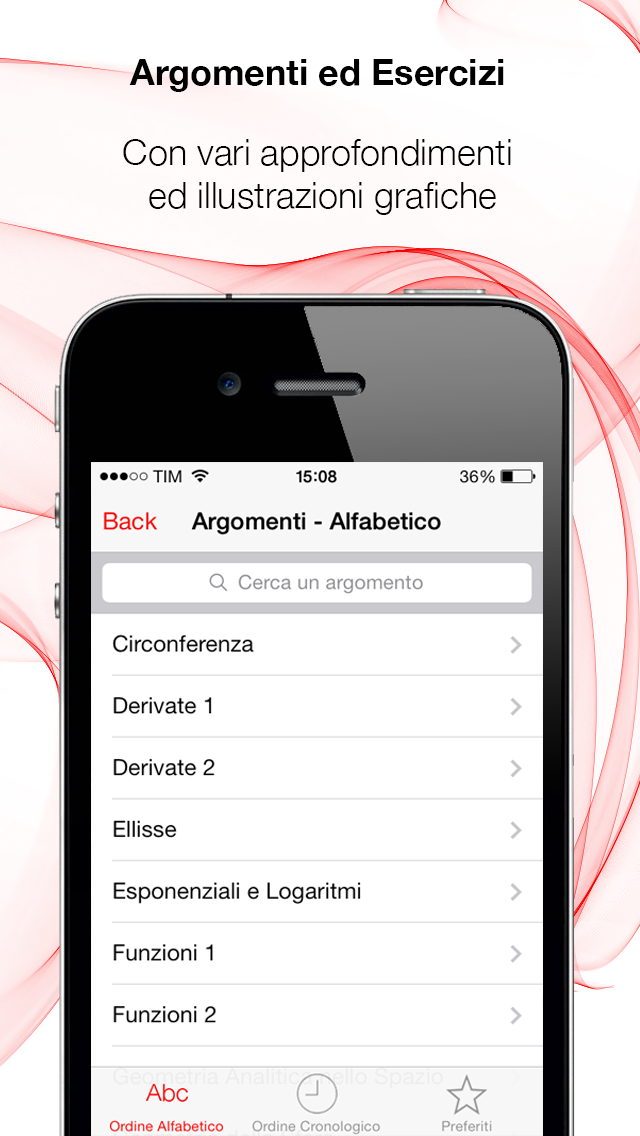 Argomenti ed Esercizi
Con vari approfondimenti
ed illustrazioni grafiche
TIM 15:08 36%
Back Argomenti - Alfabetico
Cerca un argomento
Circonferenza
Derivate 1
Derivate 2
Ellisse
Esponenziali e Logaritmi
Funzioni 1
Funzioni 2
Geometria Analitica nello Spazio
Abc
Ordine Alfabetico Ordine Cronologico Preferiti